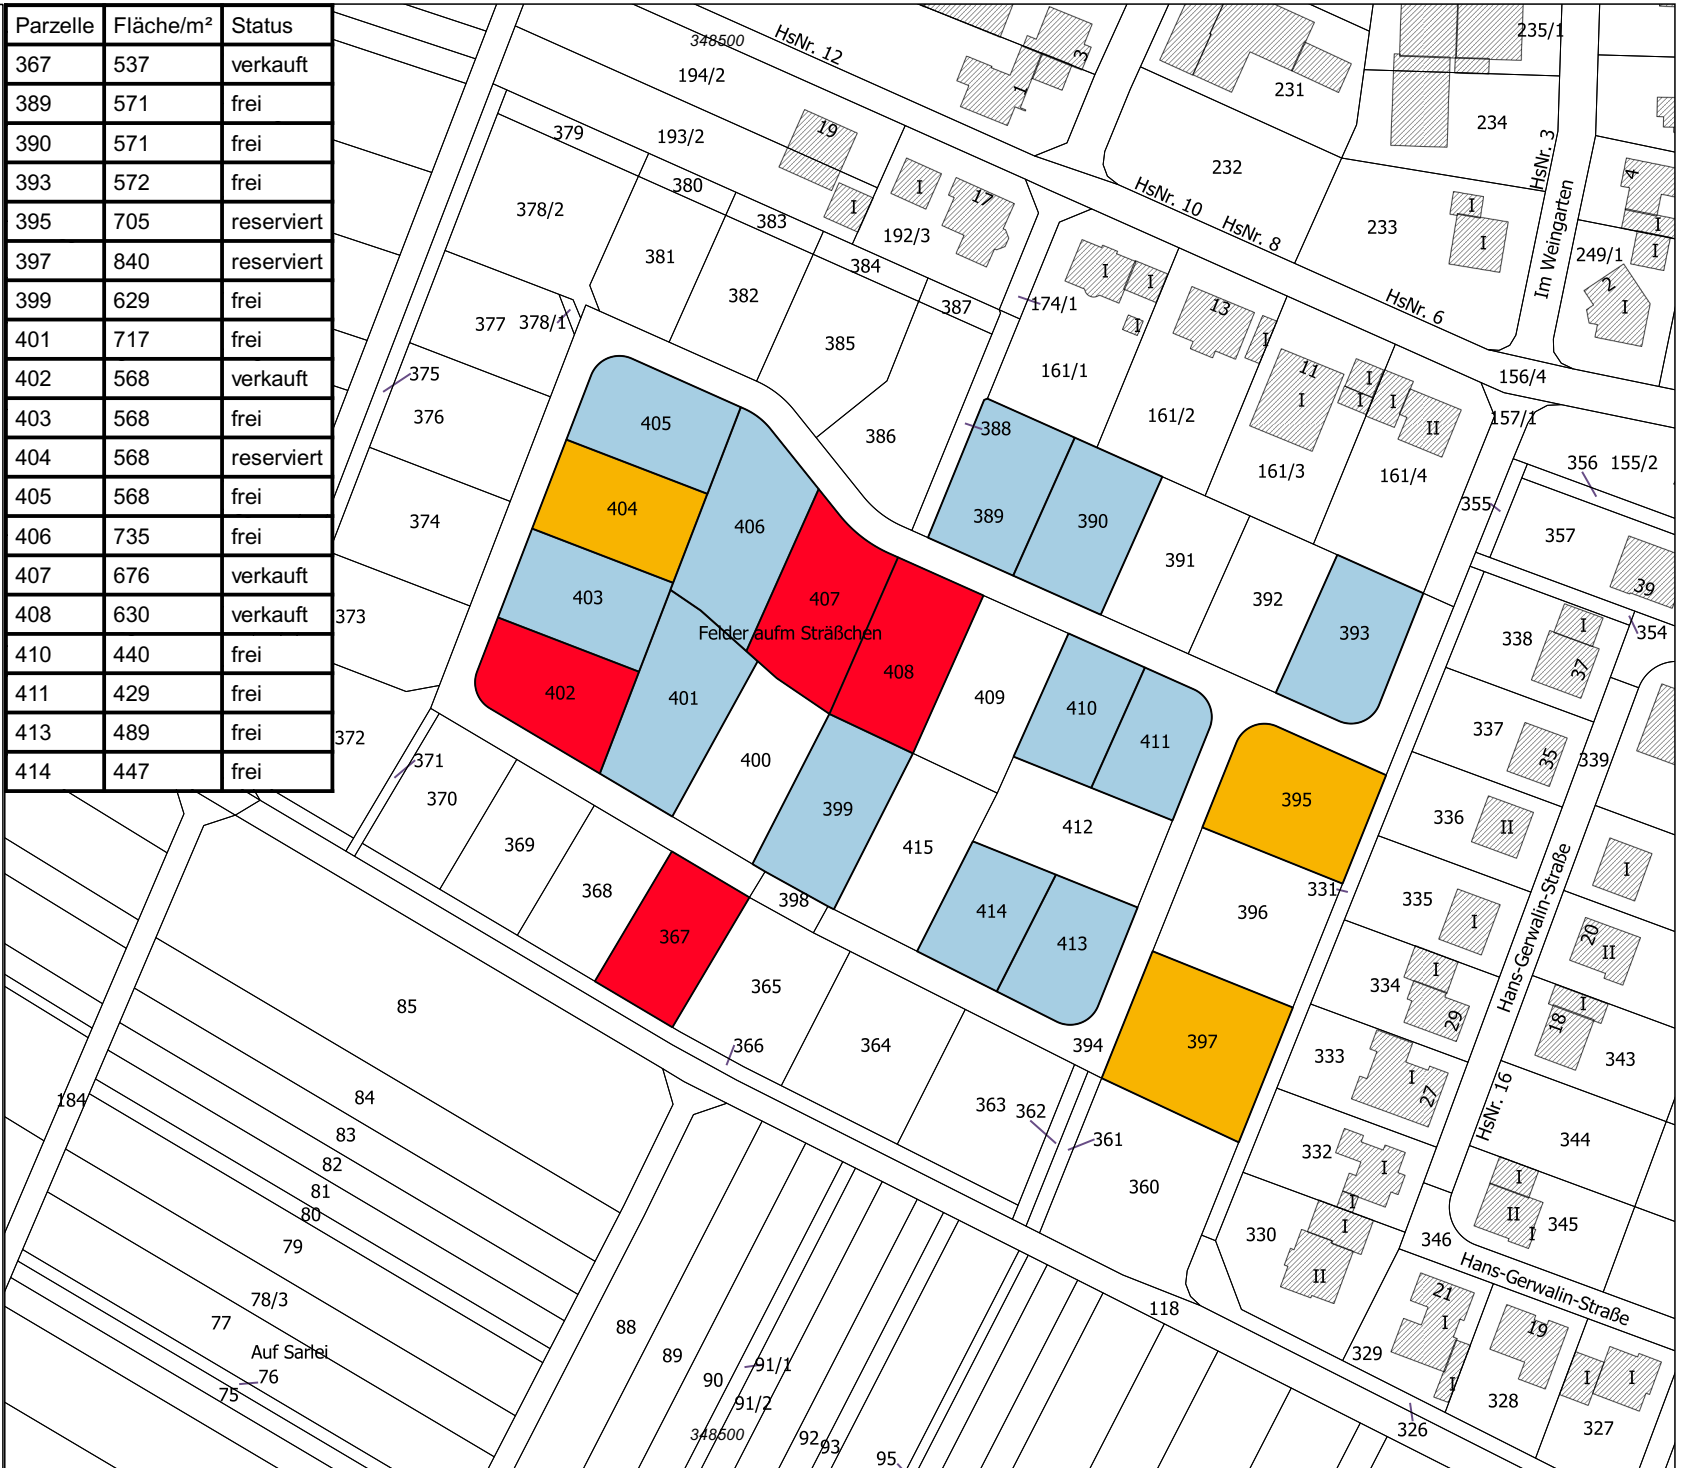 Parzelle Fläche/m² Status
367 537 verkauft
389 571 frei
390 571 frei
393 572 frei
395 705 reserviert
397 840 reserviert
399 629 frei
401 717 frei
402 568 verkauft
403 568 frei
404 568 reserviert
405 568 frei
406 735 frei
407 676 verkauft
408 630 verkauft
410 440 frei
411 429 frei
413 489 frei
414 447 frei
348500
HsNr. 12
194/2
1
3
231
235/1
234
HsNr. 3
4
I
379
193/2
19
I
380
383
I
17
192/3
384
387
232
HsNr. 10
HsNr. 8
233
I
I
Im Weingarten
249/1
I
2
I
HsNr. 6
378/2
381
382
385
386
377
378/1
375
376
374
373
372
371
370
369
368
367
174/1
I
I
I
161/1
13
I
161/2
11
I
161/3
I
I
I
II
161/4
156/4
157/1
356
155/2
355
357
39
354
388
389
390
391
392
393
405
404
403
402
406
407
408
401
Felder aufm Sträßchen
400
399
409
410
411
412
415
414
413
398
395
396
397
394
331
338
I
37
337
35
339
336
II
335
I
I
Hans-Gerwalin-Straße
334
I
29
20
II
I
18
333
I
27
343
HsNr. 16
344
332
I
I
I
II
330
I
II
I
345
346
Hans-Gerwalin-Straße
21
I
I
19
I
I
329
328
327
326
365
366
364
363
362
361
360
118
85
84
184
83
82
81
80
79
78/3
77
Auf Sarlei
76
75
88
89
90
91/1
91/2
348500
92
93
95